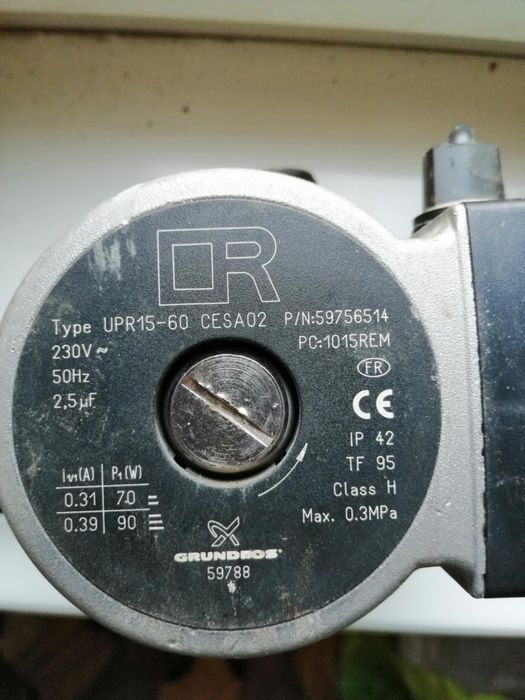 R
Type UPR15-60 CESA02 P/N:59756514
230V~ PC:1015REM
50Hz FR
2,5µF CE
IP 42
TF 95
I1/1(A) P₁(W) Class H
0.31 70 Max. 0.3MPa
0.39 90
GRUNDFOS
59788